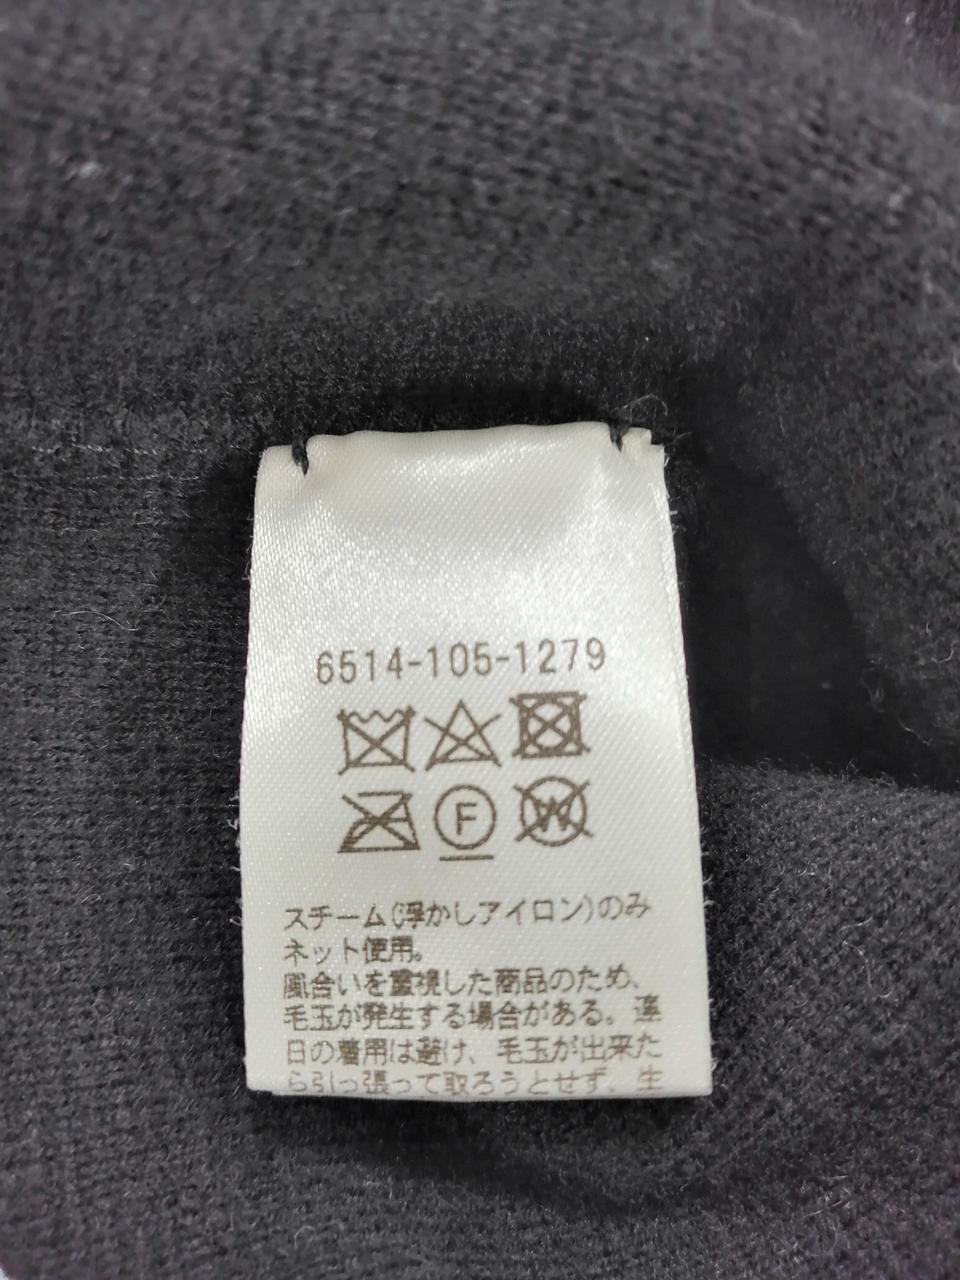 6514-105-1279
F
W
スチーム(浮かしアイロン)のみ
ネット使用。
風合いを重視した商品のため、
毛玉が発生する場合がある。連
日の着用は避け、毛玉が出来た
ら引っ張って取ろうとせず、生